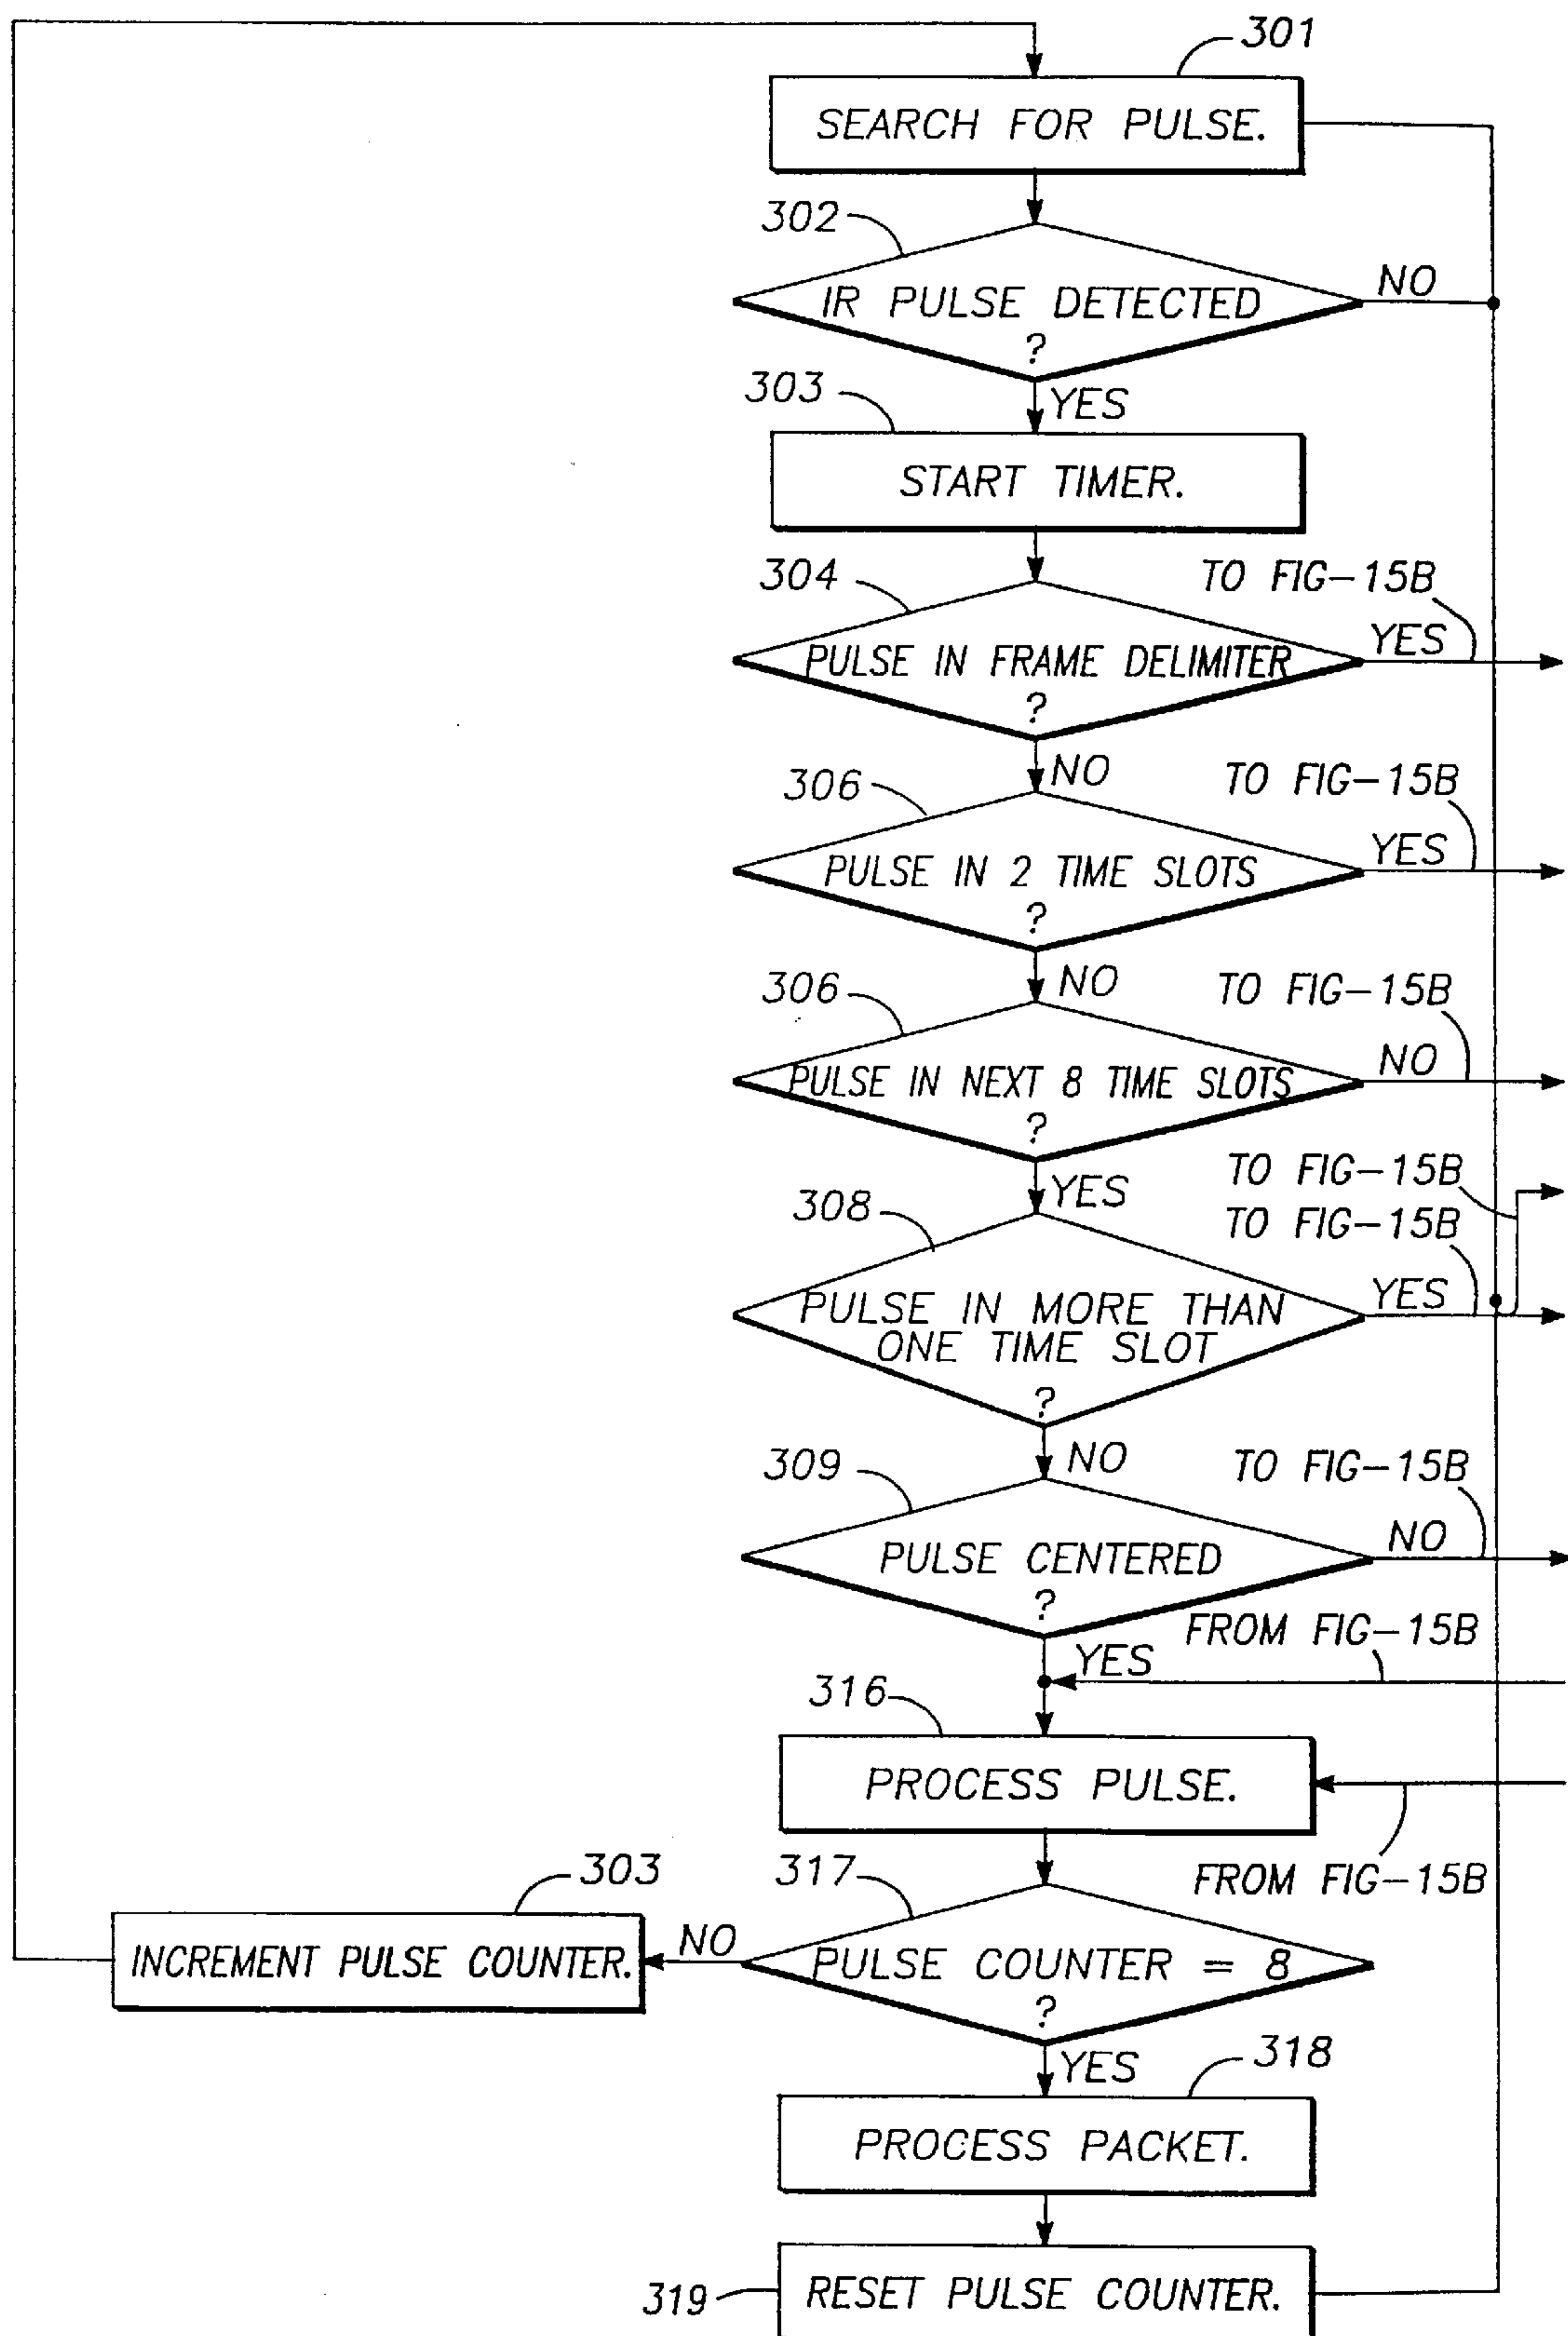 301
SEARCH FOR PULSE.
302
IR PULSE DETECTED
?
NO
YES
303
START TIMER.
304
TO FIG-15B
PULSE IN FRAME DELIMITER
?
YES
NO
306
TO FIG-15B
PULSE IN 2 TIME SLOTS
?
YES
NO
306
TO FIG-15B
PULSE IN NEXT 8 TIME SLOTS
?
NO
YES
TO FIG-15B
308
TO FIG-15B
PULSE IN MORE THAN
ONE TIME SLOT
?
YES
NO
309
TO FIG-15B
PULSE CENTERED
?
NO
YES
FROM FIG-15B
316
PROCESS PULSE.
FROM FIG-15B
303
INCREMENT PULSE COUNTER.
NO
317
PULSE COUNTER = 8
?
YES
318
PROCESS PACKET.
319
RESET PULSE COUNTER.